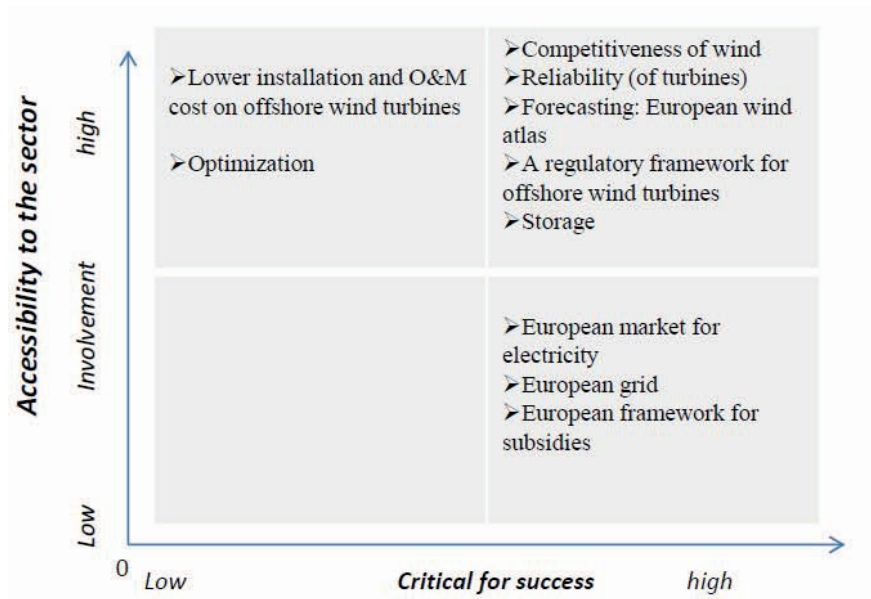 ➤Lower installation and O&M
cost on offshore wind turbines
➤Optimization
➤Competitiveness of wind
➤Reliability (of turbines)
➤Forecasting: European wind
atlas
➤A regulatory framework for
offshore wind turbines
➤Storage
➤European market for
electricity
➤European grid
➤European framework for
subsidies
Accessibility to the sector
high
Involvement
Low
0
Low
Critical for success
high